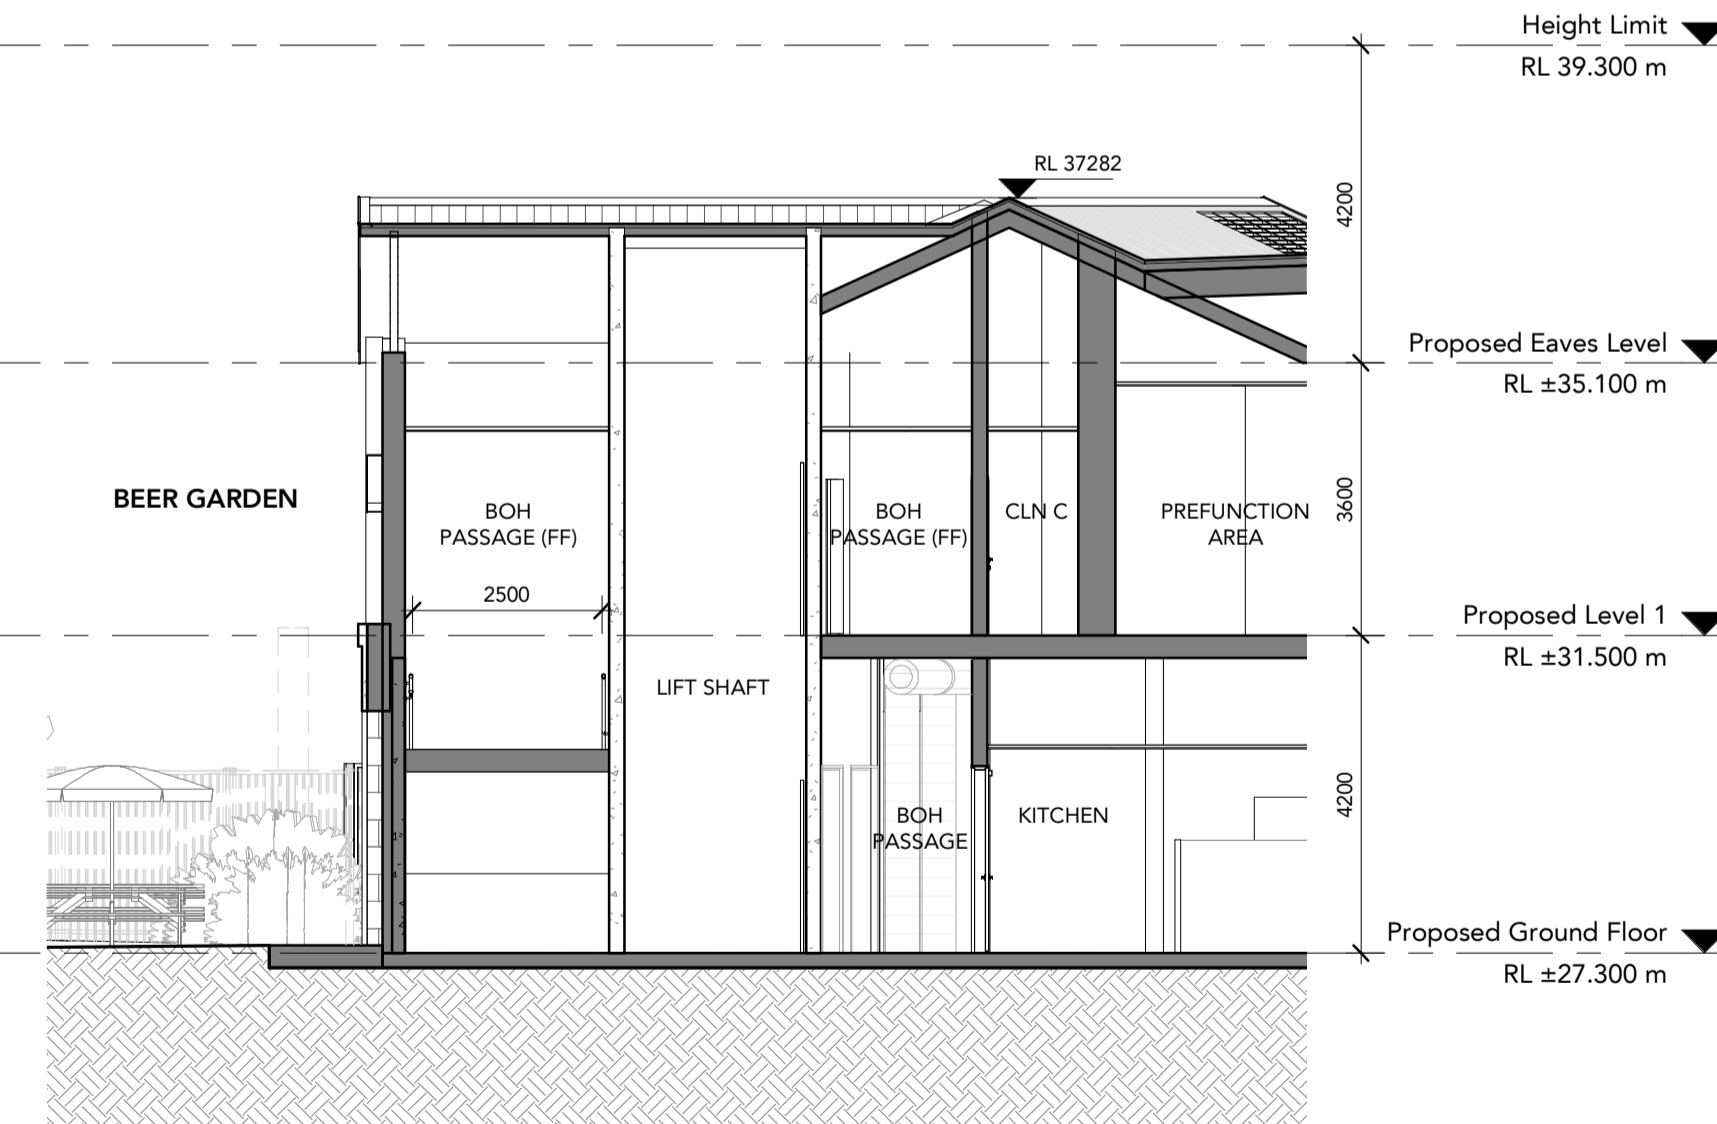 Height Limit
RL 39.300 m
RL 37282
4200
Proposed Eaves Level
RL ±35.100 m
BEER GARDEN
BOH
PASSAGE (FF)
BOH
PASSAGE (FF)
CLN C
PREFUNCTION
AREA
3600
2500
Proposed Level 1
RL ±31.500 m
LIFT SHAFT
BOH
PASSAGE
KITCHEN
4200
Proposed Ground Floor
RL ±27.300 m